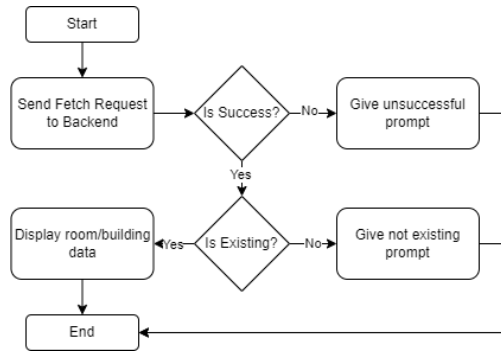 Start
Send Fetch Request
to Backend
Is Success?
No
Give unsuccessful
prompt
Yes
Display room/building
data
Yes
Is Existing?
No
Give not existing
prompt
End